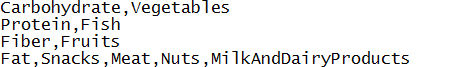 Carbohydrate,Vegetables
Protein,Fish
Fiber,Fruits
Fat,Snacks,Meat,Nuts,MilkAndDairyProducts